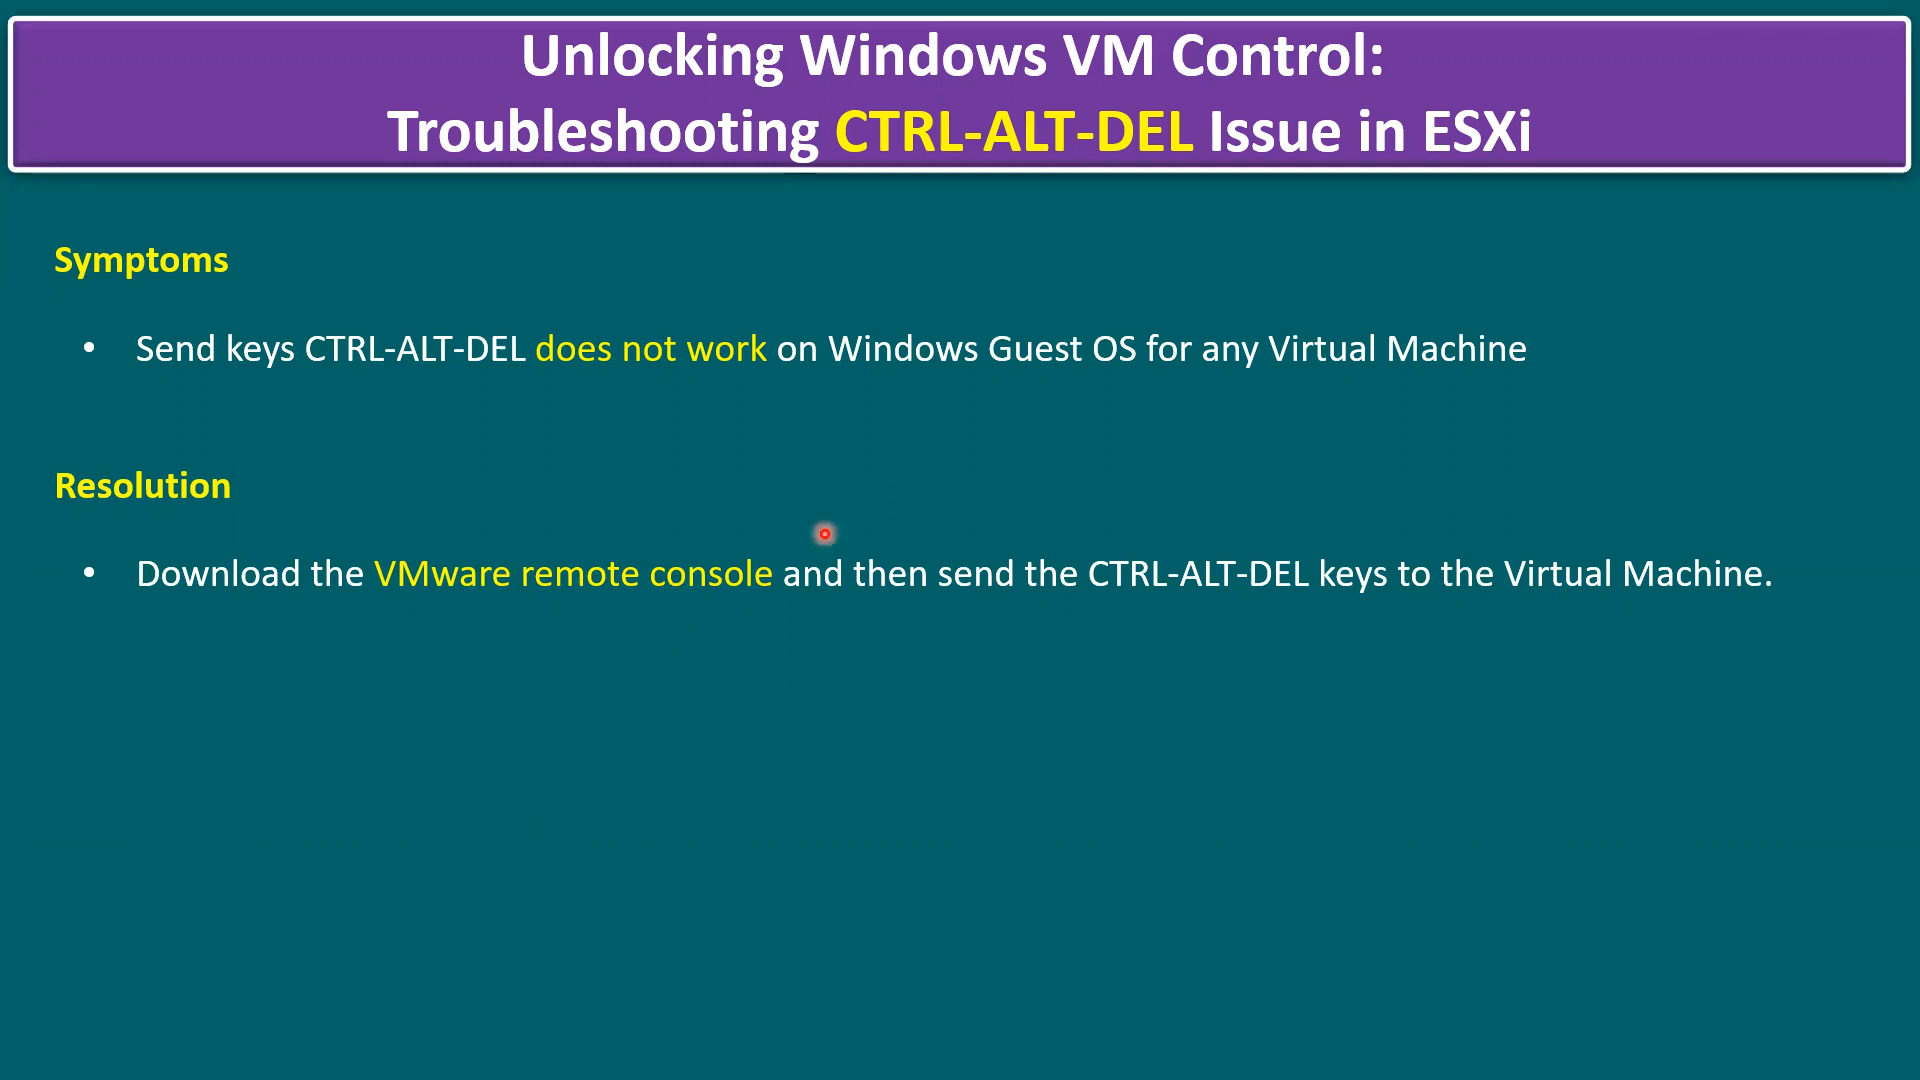 Unlocking Windows VM Control:
Troubleshooting CTRL-ALT-DEL Issue in ESXi
Symptoms
• Send keys CTRL-ALT-DEL does not work on Windows Guest OS for any Virtual Machine
Resolution
• Download the VMware remote console and then send the CTRL-ALT-DEL keys to the Virtual Machine.